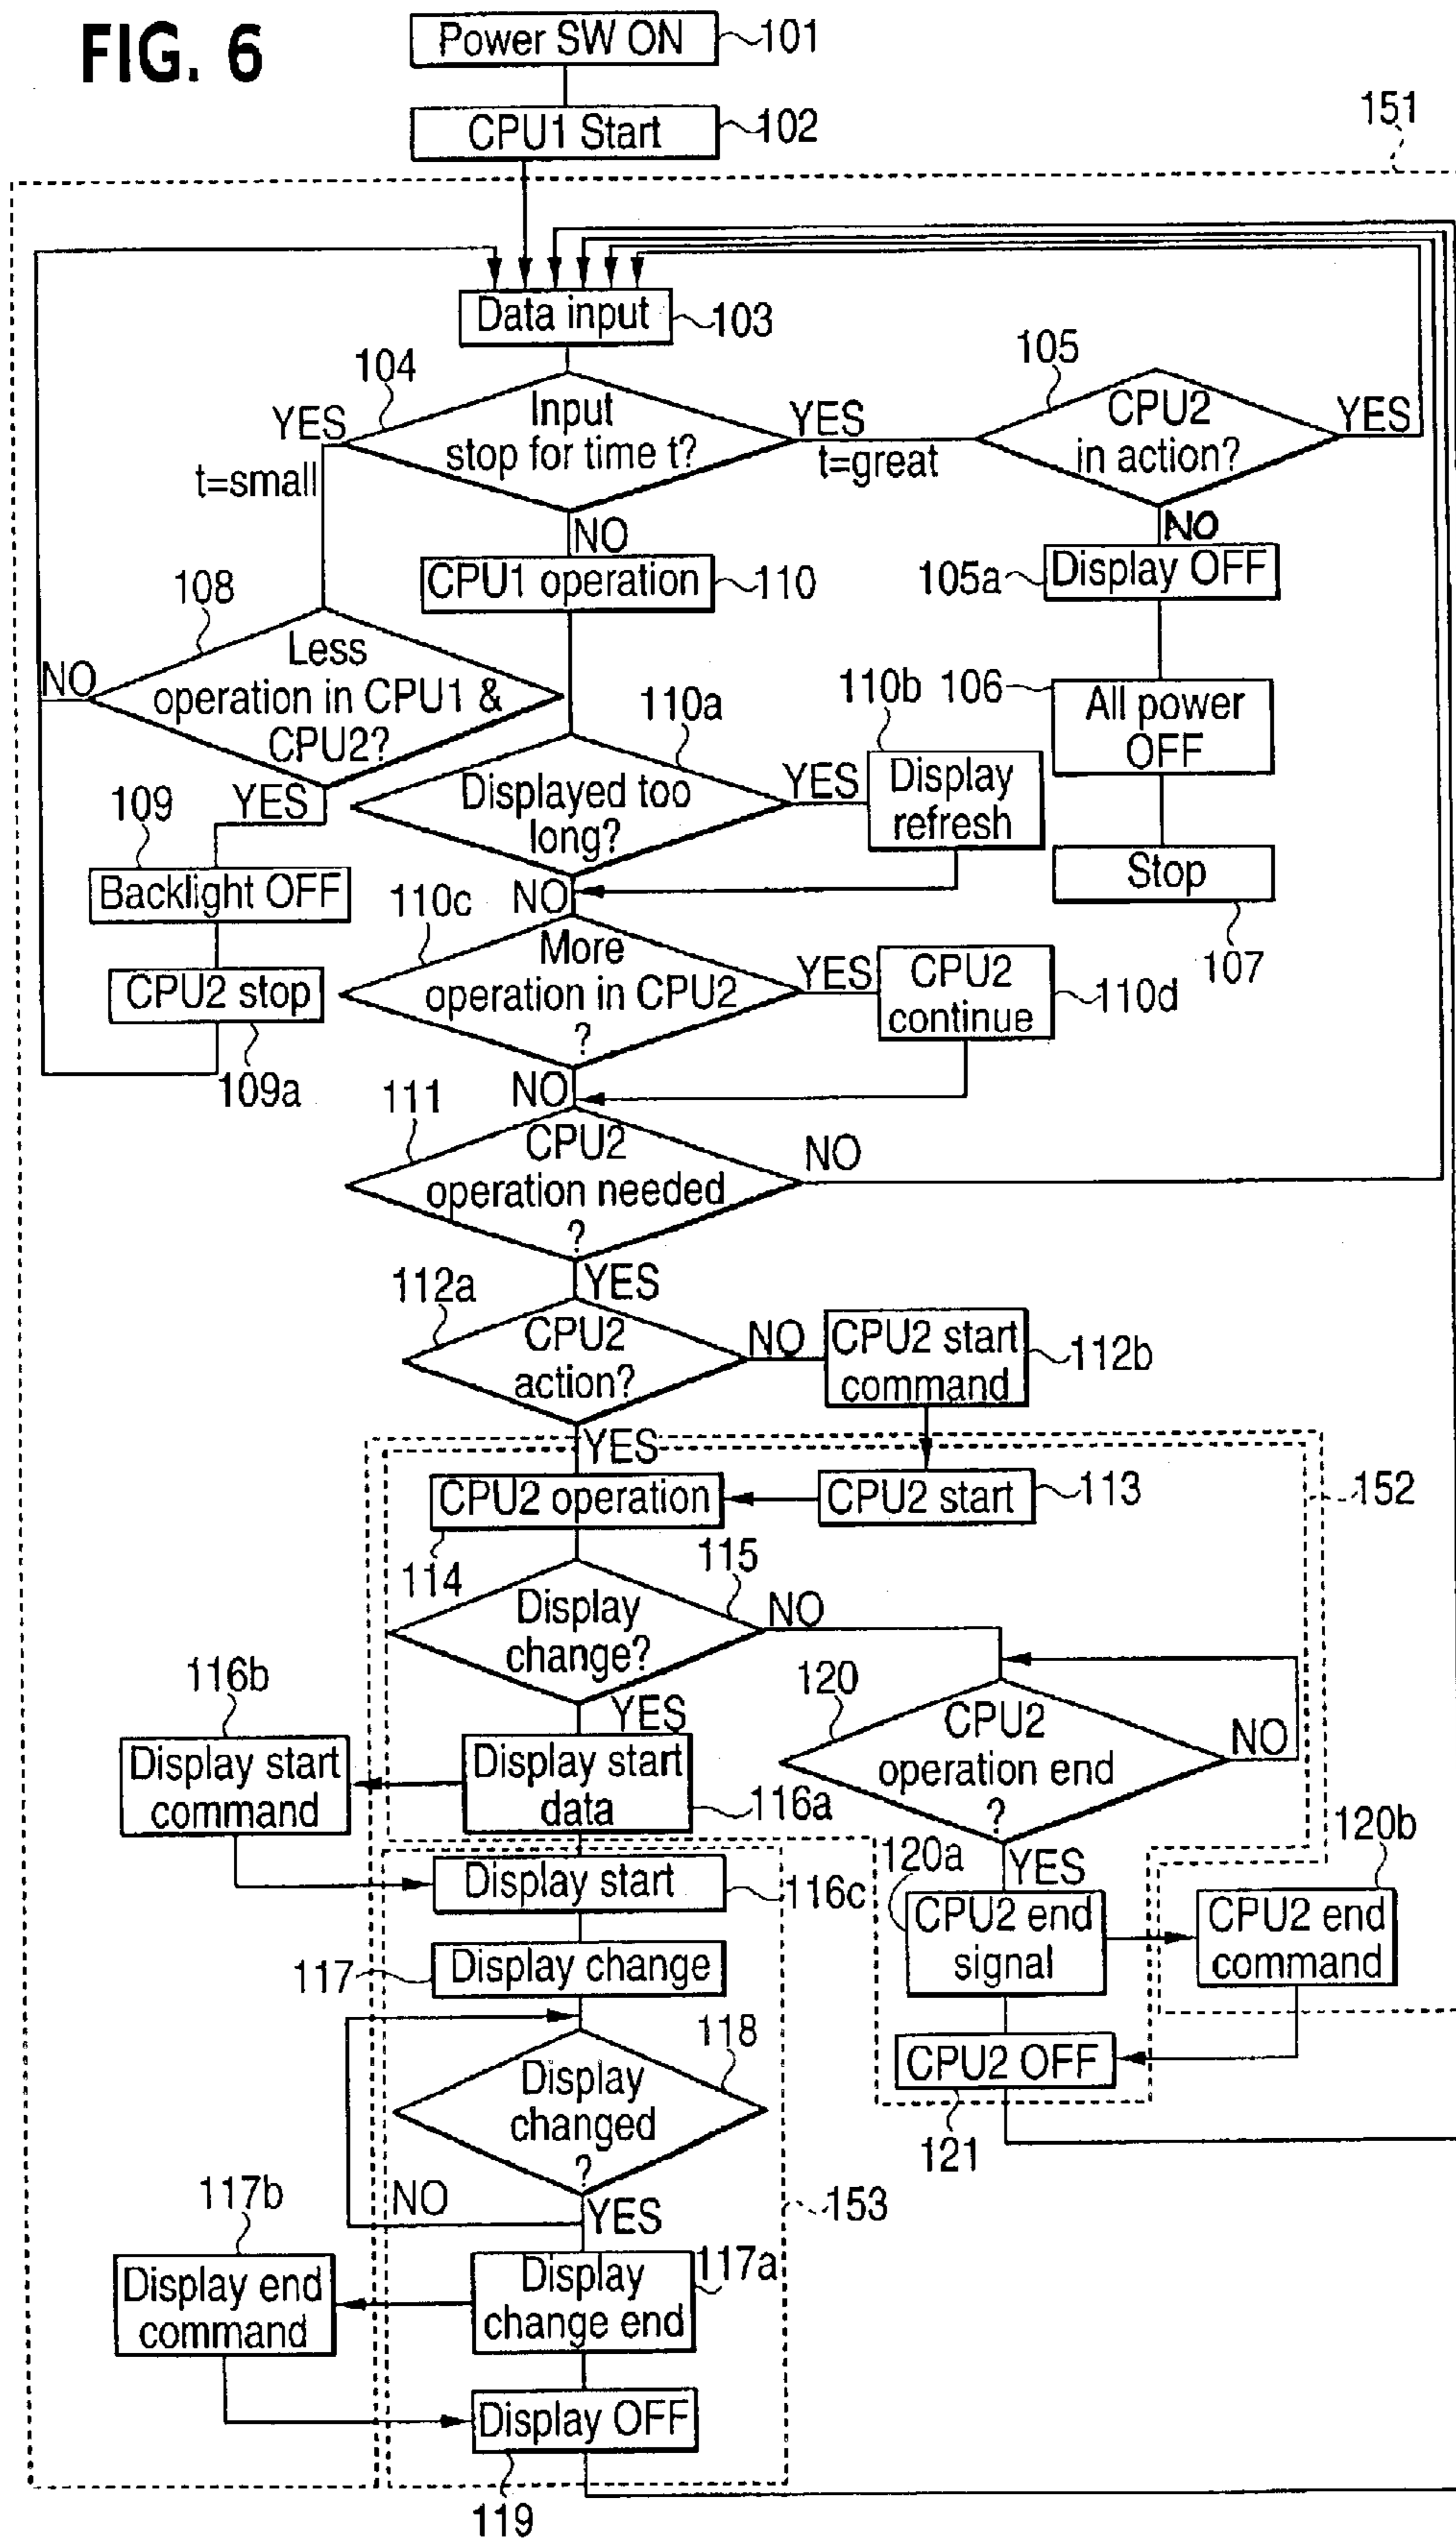 FIG. 6
Power SW ON
101
CPU1 Start
102
151
Data input
103
104
Input
stop for time t?
YES
t=small
YES
t=great
105
CPU2
in action?
YES
NO
NO
CPU1 operation
110
105a
Display OFF
108
Less
operation in CPU1 &
CPU2?
NO
YES
110a
Displayed too
long?
YES
110b
Display
refresh
106
All power
OFF
109
Backlight OFF
NO
Stop
107
110c
More
operation in CPU2
?
YES
CPU2
continue
110d
CPU2 stop
109a
NO
111
CPU2
operation needed
?
NO
YES
112a
CPU2
action?
NO
CPU2 start
command
112b
YES
CPU2 operation
114
CPU2 start
113
152
115
Display
change?
NO
YES
116b
Display start
command
Display start
data
116a
120
CPU2
operation end
?
NO
YES
120a
120b
Display start
116c
CPU2 end
signal
CPU2 end
command
117
Display change
118
Display
changed
?
CPU2 OFF
121
NO
YES
153
117b
Display end
command
Display
change end
117a
Display OFF
119